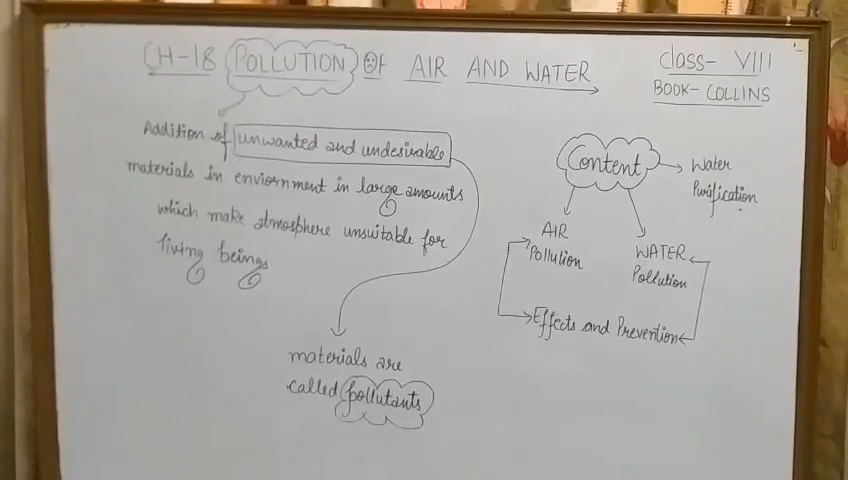 CH-18 POLLUTION OF AIR AND WATER
Class- VIII
BOOK- COLLINS
Addition of unwanted and undesirable
materials in enviornment in large amounts
which make atmosphere unsuitable for
living beings
materials are
called pollutants
Content
Water
Purification
AIR
Pollution
WATER
Pollution
Effects and Prevention